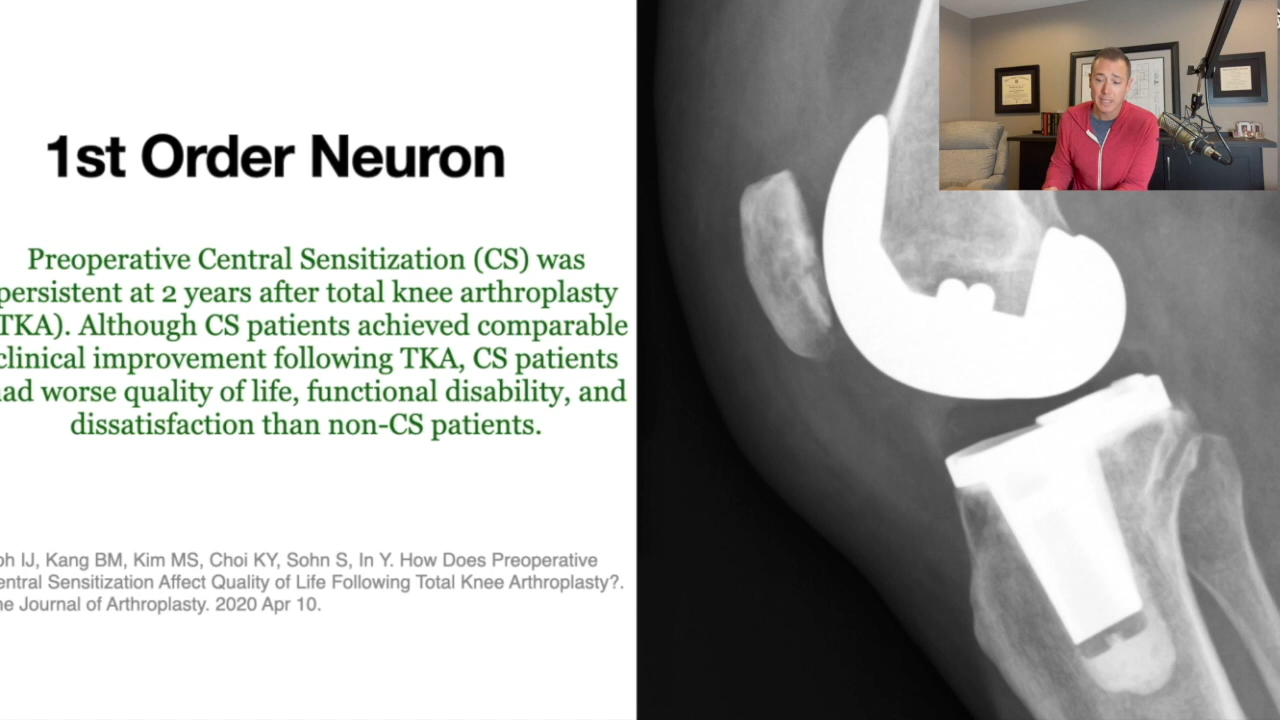 1st Order Neuron
Preoperative Central Sensitization (CS) was
persistent at 2 years after total knee arthroplasty
TKA). Although CS patients achieved comparable
clinical improvement following TKA, CS patients
had worse quality of life, functional disability, and
dissatisfaction than non-CS patients.
oh IJ, Kang BM, Kim MS, Choi KY, Sohn S, In Y. How Does Preoperative
entral Sensitization Affect Quality of Life Following Total Knee Arthroplasty?.
he Journal of Arthroplasty. 2020 Apr 10.